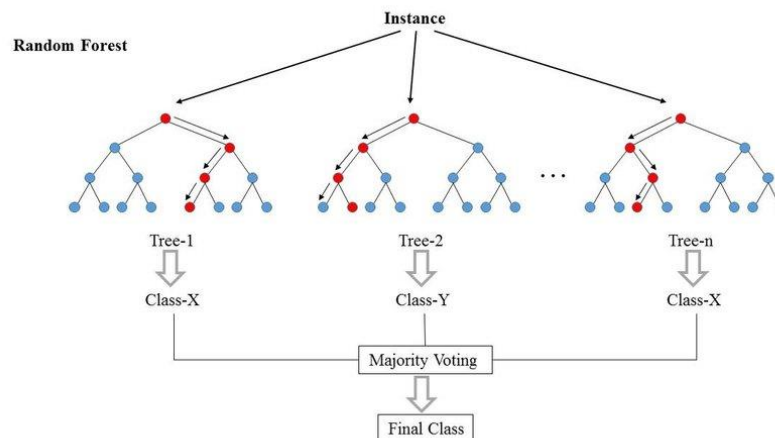 Instance
Random Forest
...
Tree-1
Tree-2
Tree-n
Class-X
Class-Y
Class-X
Majority Voting
Final Class